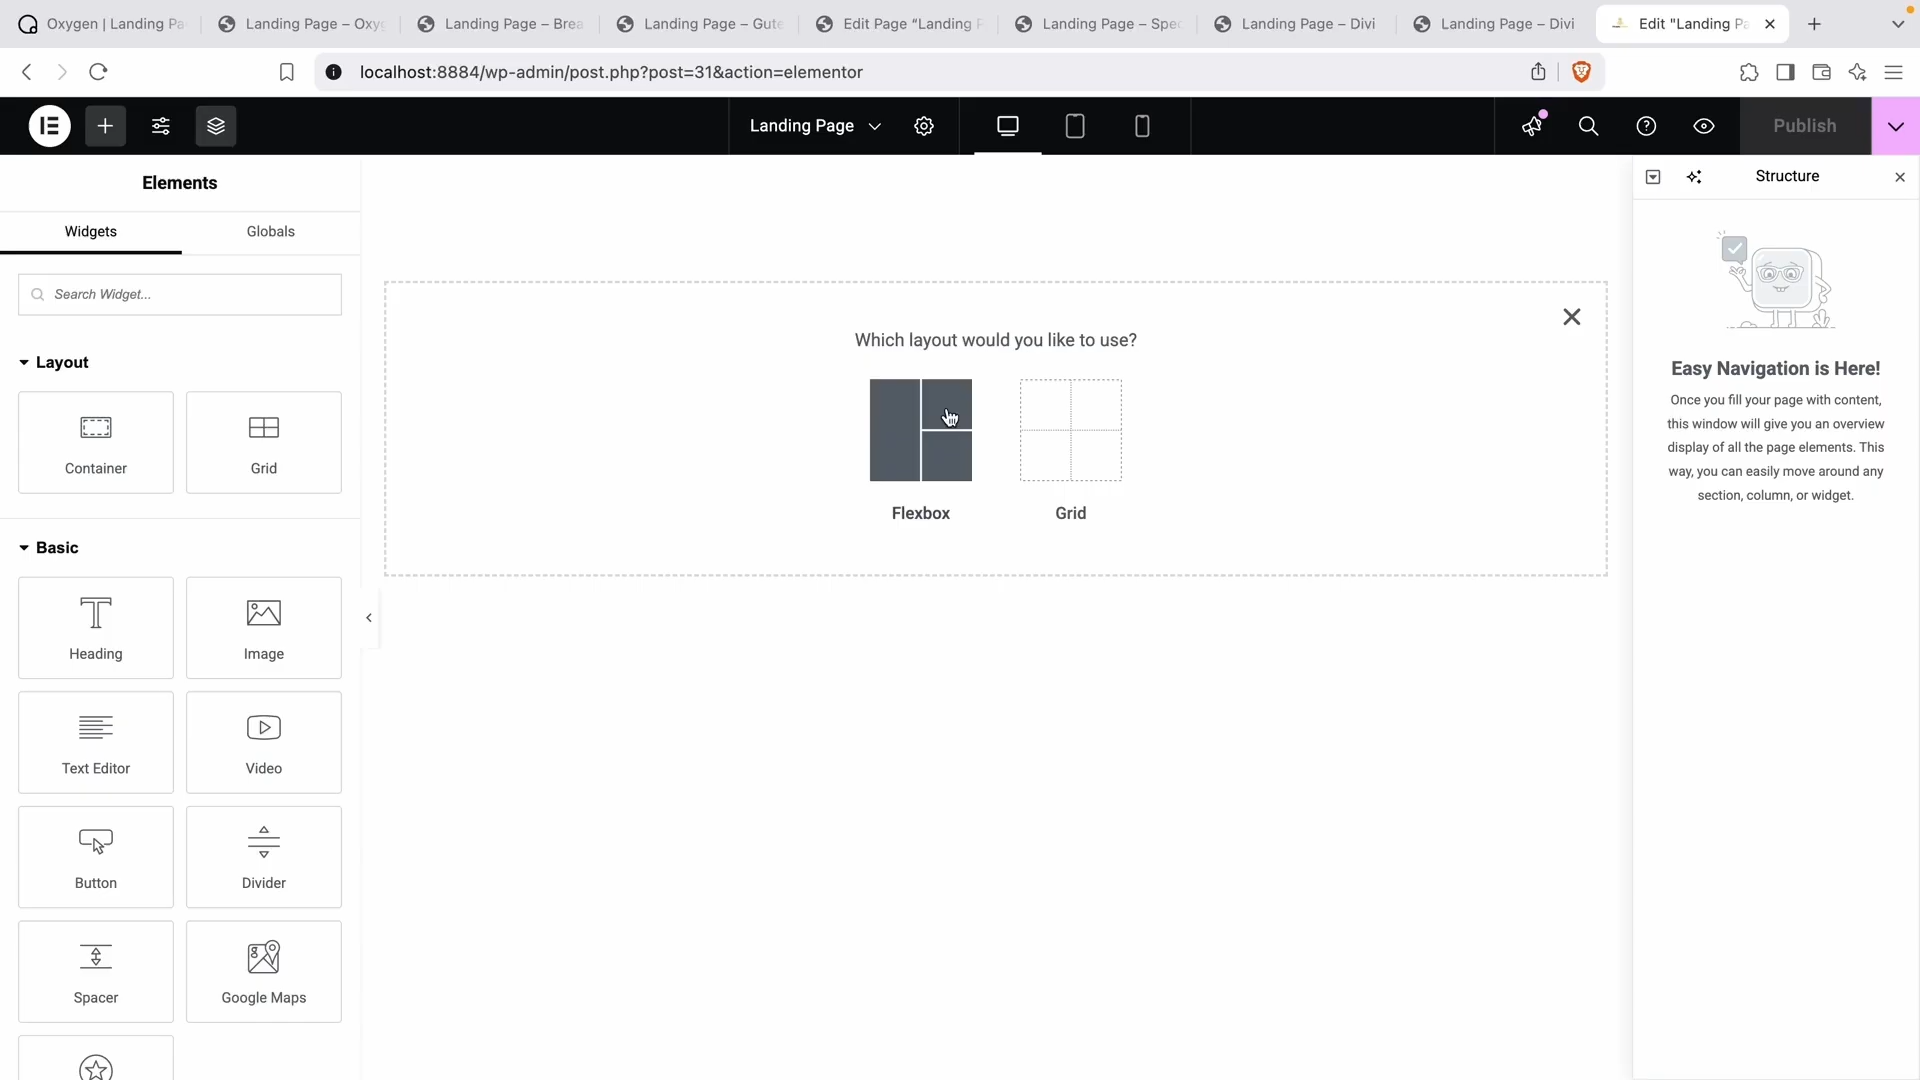 Oxygen | Landing Pa
Landing Page – Oxyg
Landing Page – Brea
Landing Page – Gute
Edit Page “Landing P
Landing Page – Spec
Landing Page – Divi
Landing Page – Divi
Edit "Landing Pa
localhost:8884/wp-admin/post.php?post=31&action=elementor
Landing Page
Publish
Elements
Widgets
Globals
Search Widget...
Layout
Container
Grid
Basic
Heading
Image
Text Editor
Video
Button
Divider
Spacer
Google Maps
Which layout would you like to use?
Flexbox
Grid
Structure
Easy Navigation is Here!
Once you fill your page with content,
this window will give you an overview
display of all the page elements. This
way, you can easily move around any
section, column, or widget.